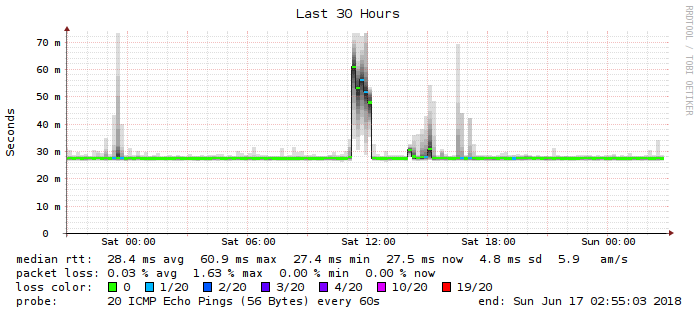 Last 30 Hours
RRDTOOL / TOBI OETIKER
Seconds
70 m
60 m
50 m
40 m
30 m
20 m
10 m
0
Sat 00:00 Sat 06:00 Sat 12:00 Sat 18:00 Sun 00:00
median rtt: 28.4 ms avg 60.9 ms max 27.4 ms min 27.5 ms now 4.8 ms sd 5.9 am/s
packet loss: 0.03 % avg 1.63 % max 0.00 % min 0.00 % now
loss color: 0 1/20 2/20 3/20 4/20 10/20 19/20
probe: 20 ICMP Echo Pings (56 Bytes) every 60s end: Sun Jun 17 02:55:03 2018